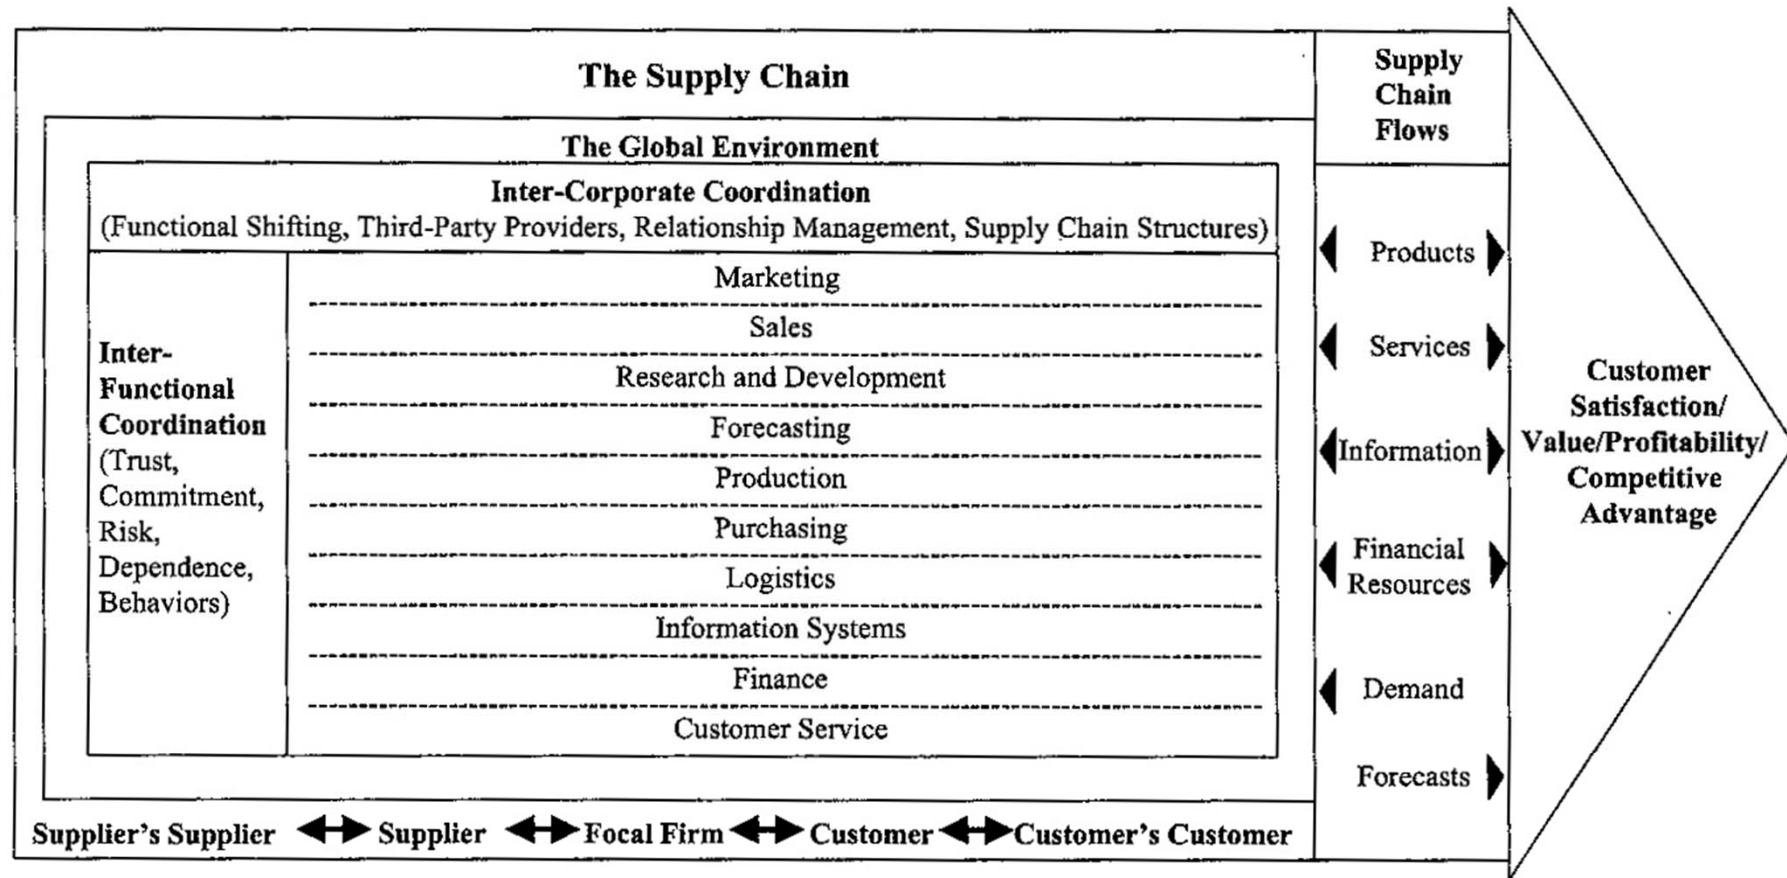 The Supply Chain
Supply
Chain
Flows
The Global Environment
Inter-Corporate Coordination
(Functional Shifting, Third-Party Providers, Relationship Management, Supply Chain Structures)
Inter-
Functional
Coordination
(Trust,
Commitment,
Risk,
Dependence,
Behaviors)
Marketing
Sales
Research and Development
Forecasting
Production
Purchasing
Logistics
Information Systems
Finance
Customer Service
Products
Services
Information
Financial
Resources
Demand
Forecasts
Customer
Satisfaction/
Value/Profitability/
Competitive
Advantage
Supplier's Supplier Supplier Focal Firm Customer Customer's Customer